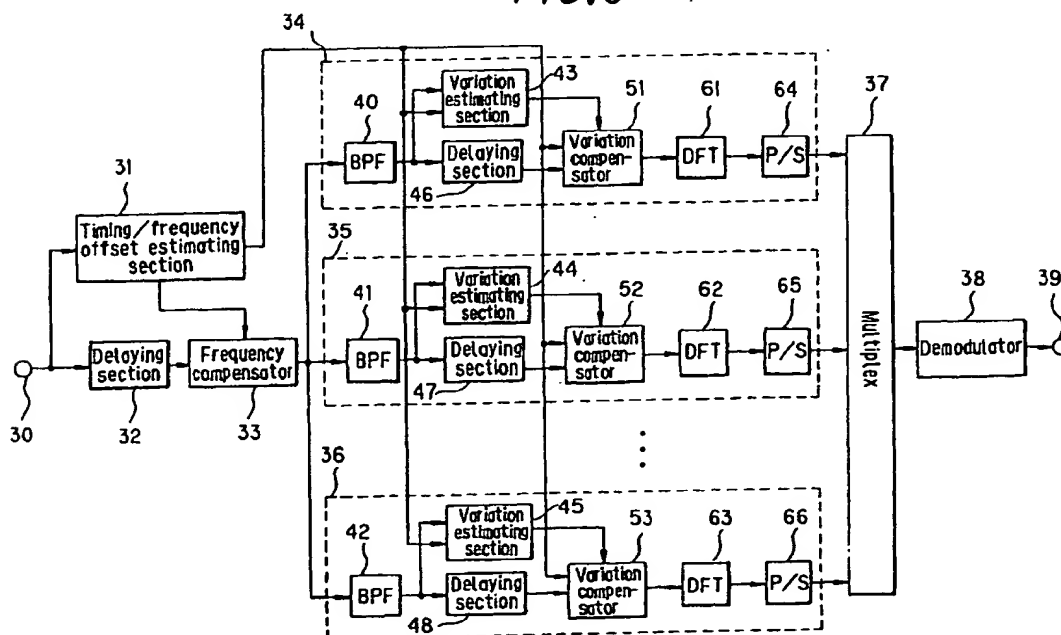 34
43
Variation
estimating
section
40
51
61
64
37
BPF
Delaying
section
46
Variation
compen-
sator
DFT
P/S
31
Timing/frequency
offset estimating
section
35
44
Variation
estimating
section
41
52
62
65
38
39
BPF
Delaying
section
47
Variation
compen-
sator
DFT
P/S
Multiplex
Demodulator
Delaying
section
Frequency
compensator
30
32
33
36
45
Variation
estimating
section
42
53
63
66
BPF
Delaying
section
48
Variation
compen-
sator
DFT
P/S